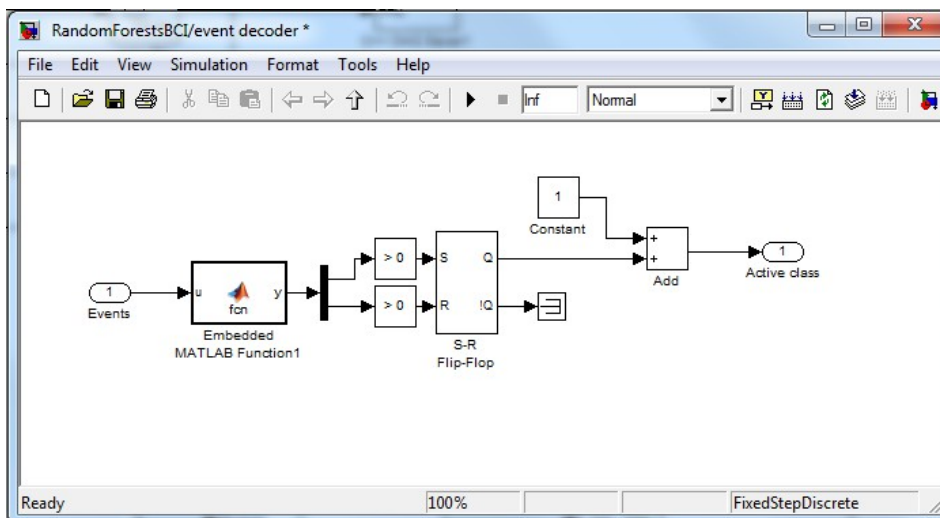 RandomForestsBCI/event decoder *
File Edit View Simulation Format Tools Help
Inf Normal
1
Constant
> 0
S Q
+
+
1
Add
Active class
1
Events
u y
fcn
Embedded
MATLAB Function1
> 0
R !Q
S-R
Flip-Flop
Ready 100% FixedStepDiscrete